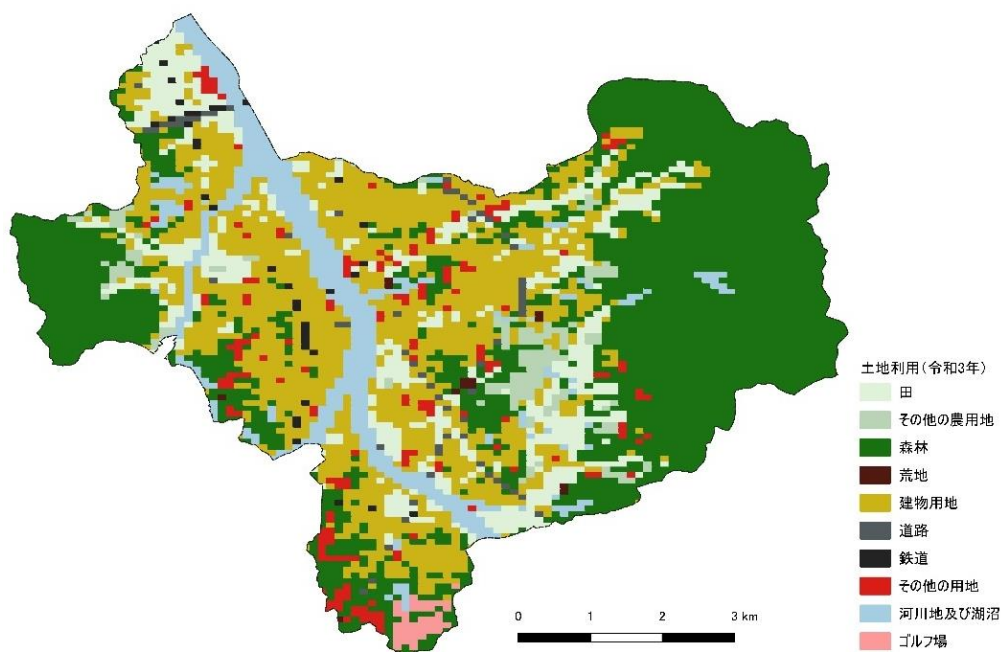 土地利用(令和3年)
田
その他の農用地
森林
荒地
建物用地
道路
鉄道
その他の用地
河川地及び湖沼
ゴルフ場
0 1 2 3 km